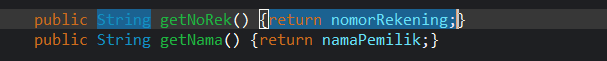 public String getNoRek() {return nomorRekening;}
public String getNama() {return namaPemilik;}